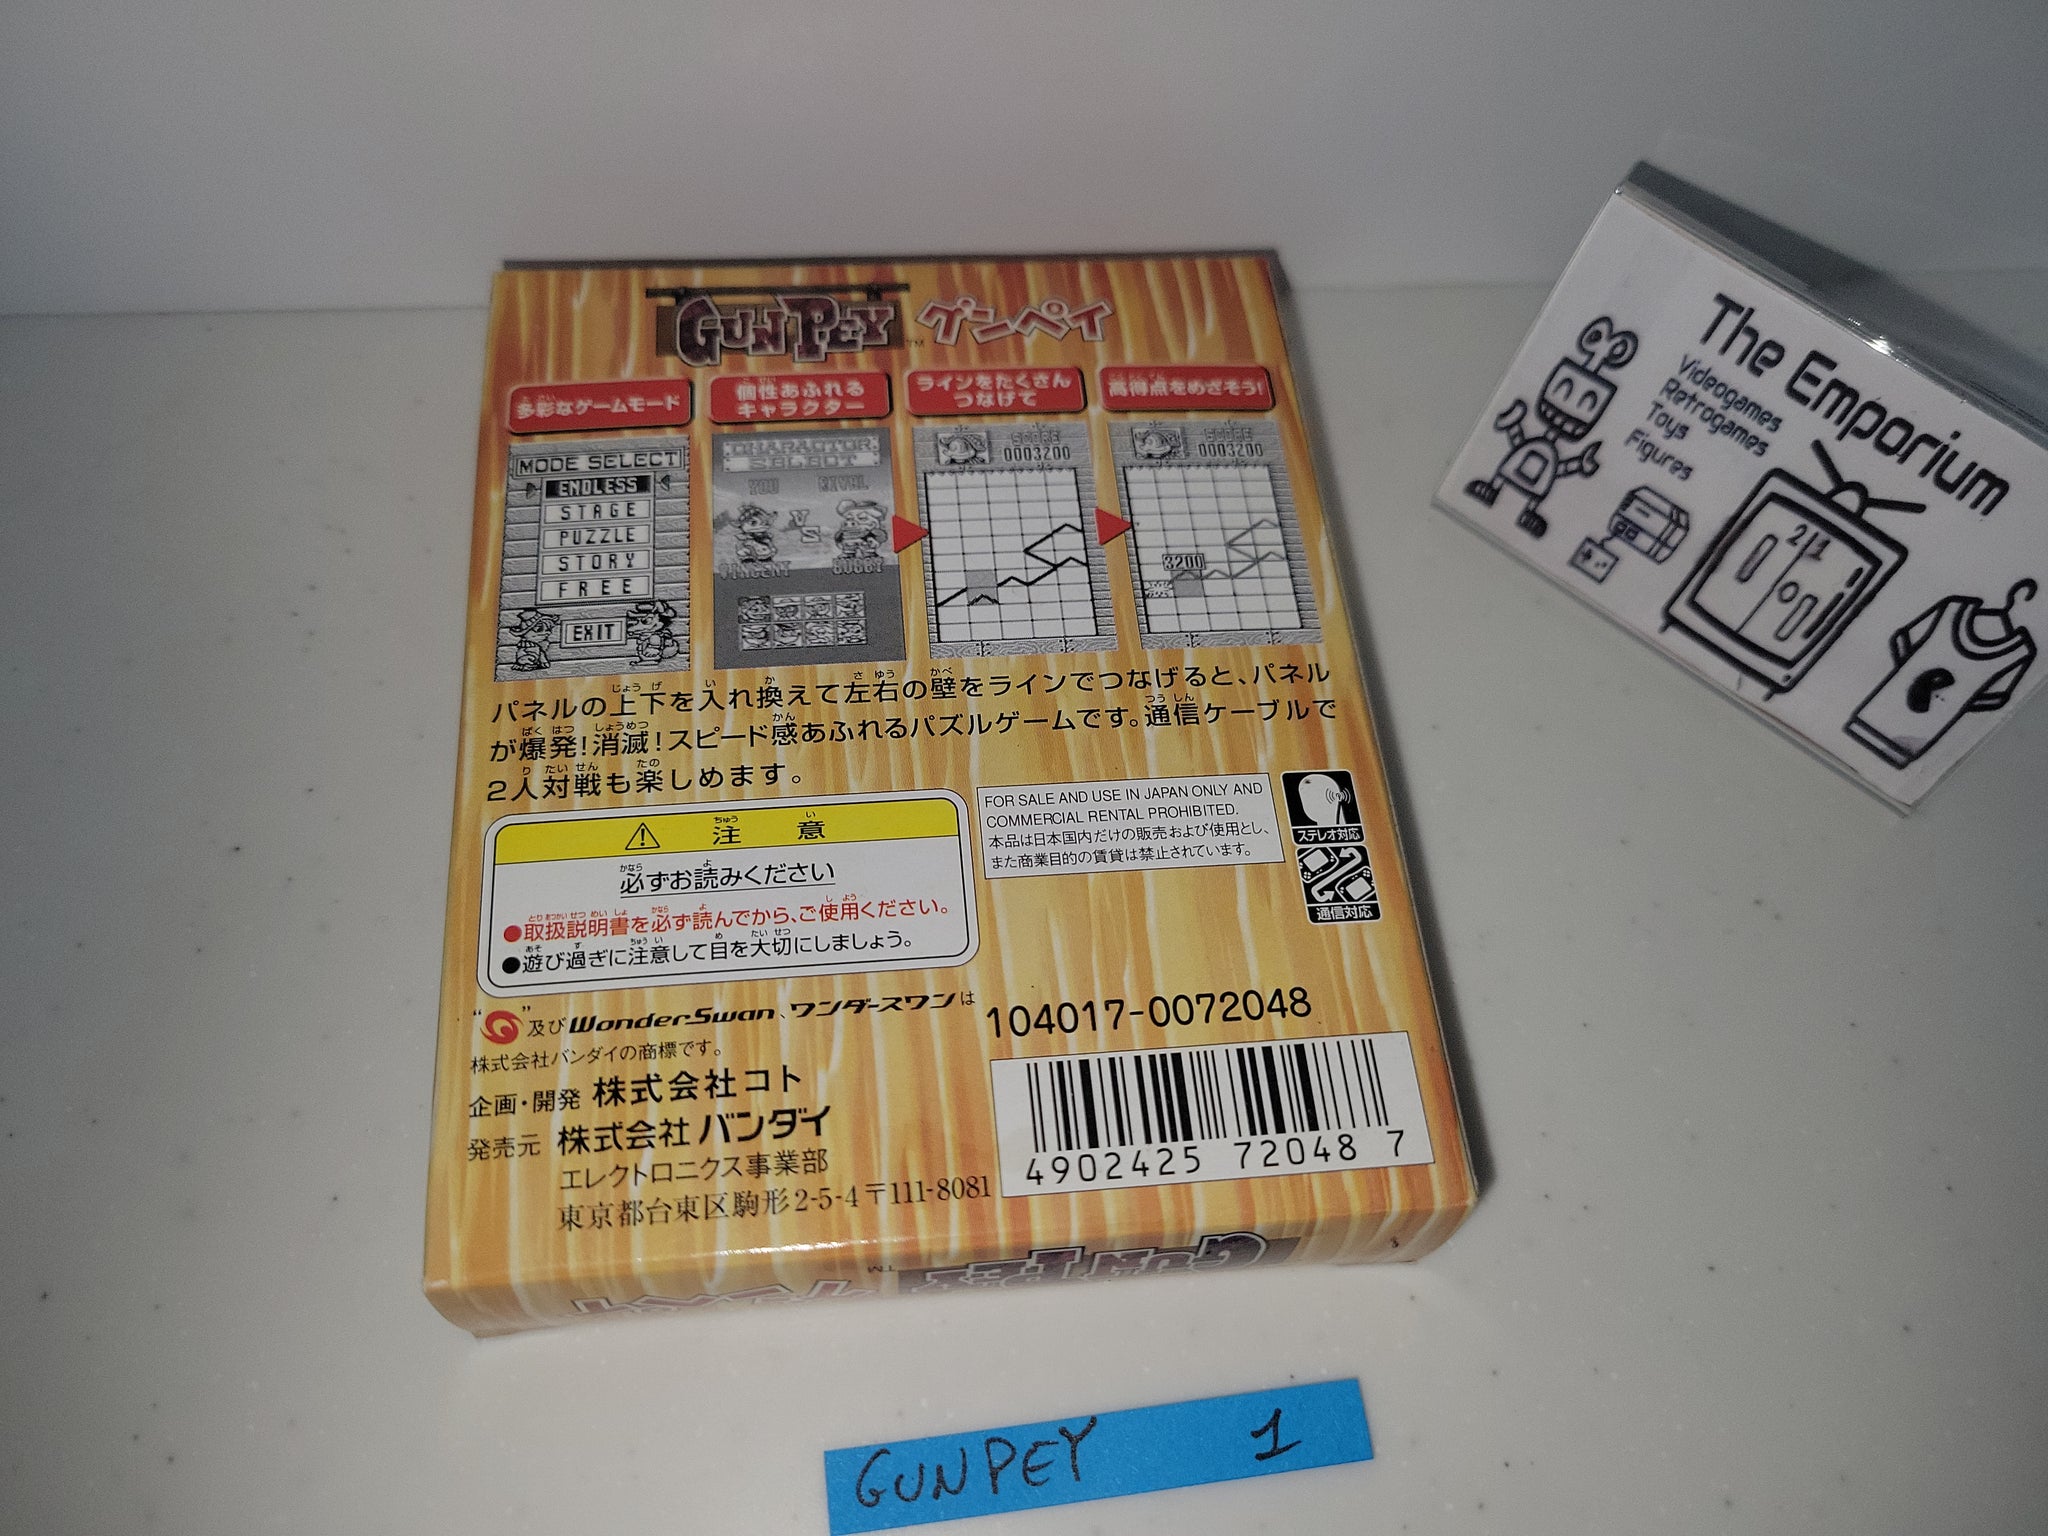 GUNPEY™ グンペイ
多彩なゲームモード
個性あふれる
キャラクター
ラインをたくさん
つなげて
高得点をめざそう!
MODE SELECT
ENDLESS
STAGE
PUZZLE
STORY
FREE
EXIT
CHARACTOR
SELECT
YOU RIVAL
VS
VINCENT BUBBY
SCORE
0003200
SCORE
0003200
3200
パネルの上下を入れ換えて左右の壁をラインでつなげると、パネル
が爆発!消滅!スピード感あふれるパズルゲームです。通信ケーブルで
2人対戦も楽しめます。
注意
必ずお読みください
●取扱説明書を必ず読んでから、ご使用ください。
●遊び過ぎに注意して目を大切にしましょう。
FOR SALE AND USE IN JAPAN ONLY AND
COMMERCIAL RENTAL PROHIBITED.
本品は日本国内だけの販売および使用とし、
また商業目的の賃貸は禁止されています。
ステレオ対応
通信対応
“ ”及びWonderSwan、ワンダースワンは
株式会社バンダイの商標です。
企画・開発 株式会社コト
発売元 株式会社バンダイ
エレクトロニクス事業部
東京都台東区駒形2-5-4 〒111-8081
104017-0072048
4902425 72048 7
GUNPEY™ グンペイ
The Emporium
Videogames
Retrogames
Toys
Figures
21
GUNPEY 1